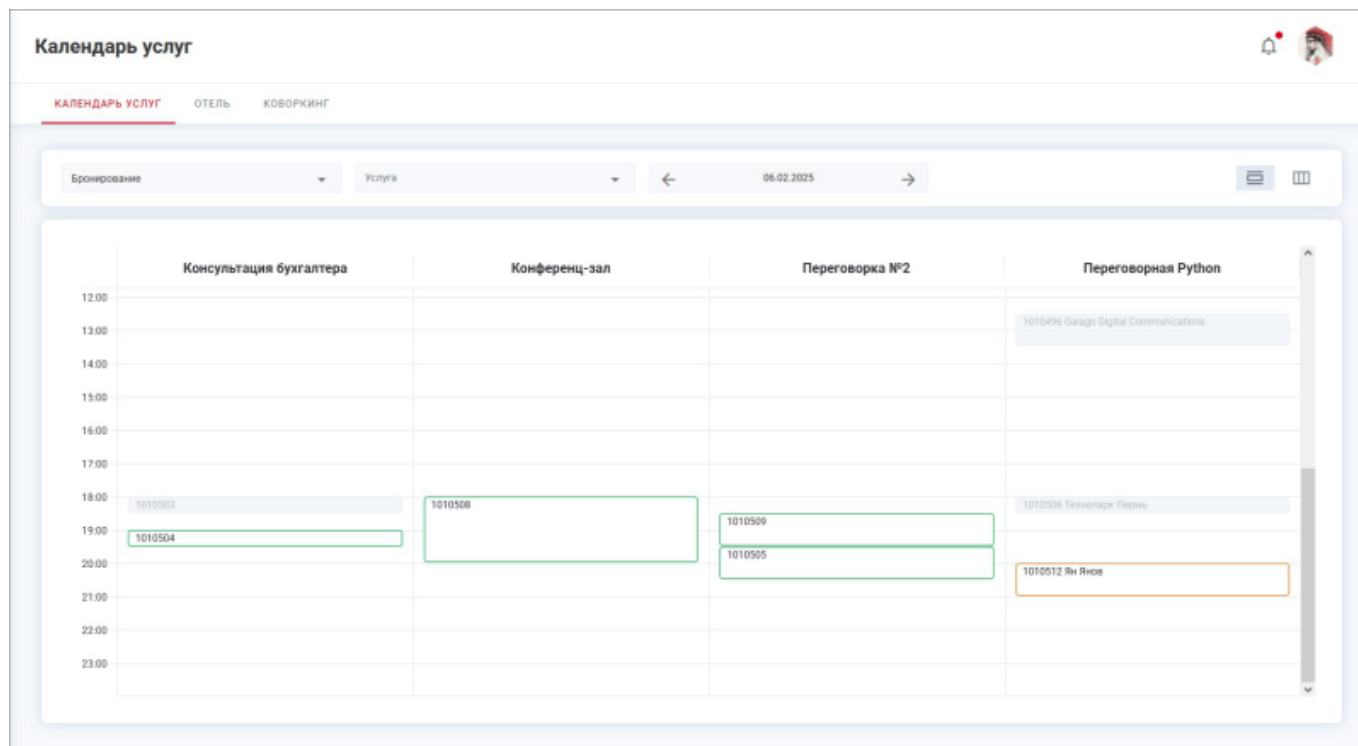 Календарь услуг
КАЛЕНДАРЬ УСЛУГ ОТЕЛЬ КОВОРКИНГ
Бронирование Услуга 06.02.2025
Консультация бухгалтера Конференц-зал Переговорка №2 Переговорная Python
12:00
1010496 Galago Digital Communications
13:00
14:00
15:00
16:00
17:00
18:00 1010503 1010508 1010506 Технопарк Пермь
1010509
19:00 1010504
1010505
20:00
1010512 Ян Янов
21:00
22:00
23:00